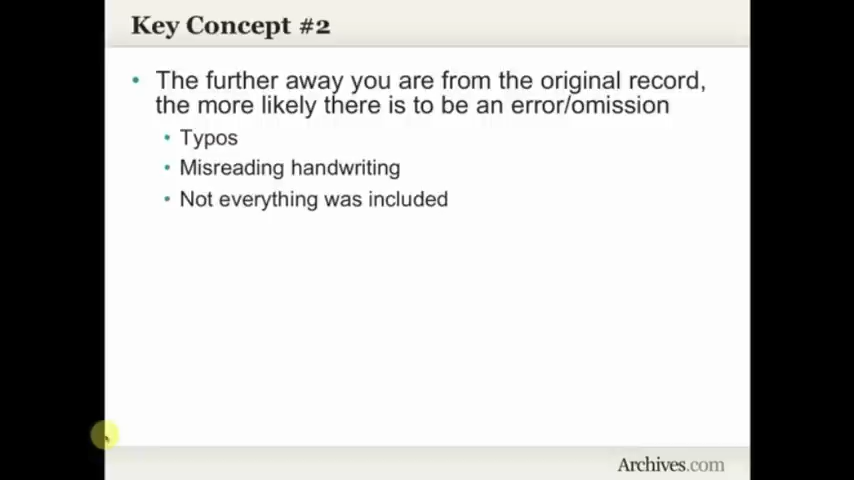 Key Concept #2
• The further away you are from the original record,
the more likely there is to be an error/omission
• Typos
• Misreading handwriting
• Not everything was included
Archives.com